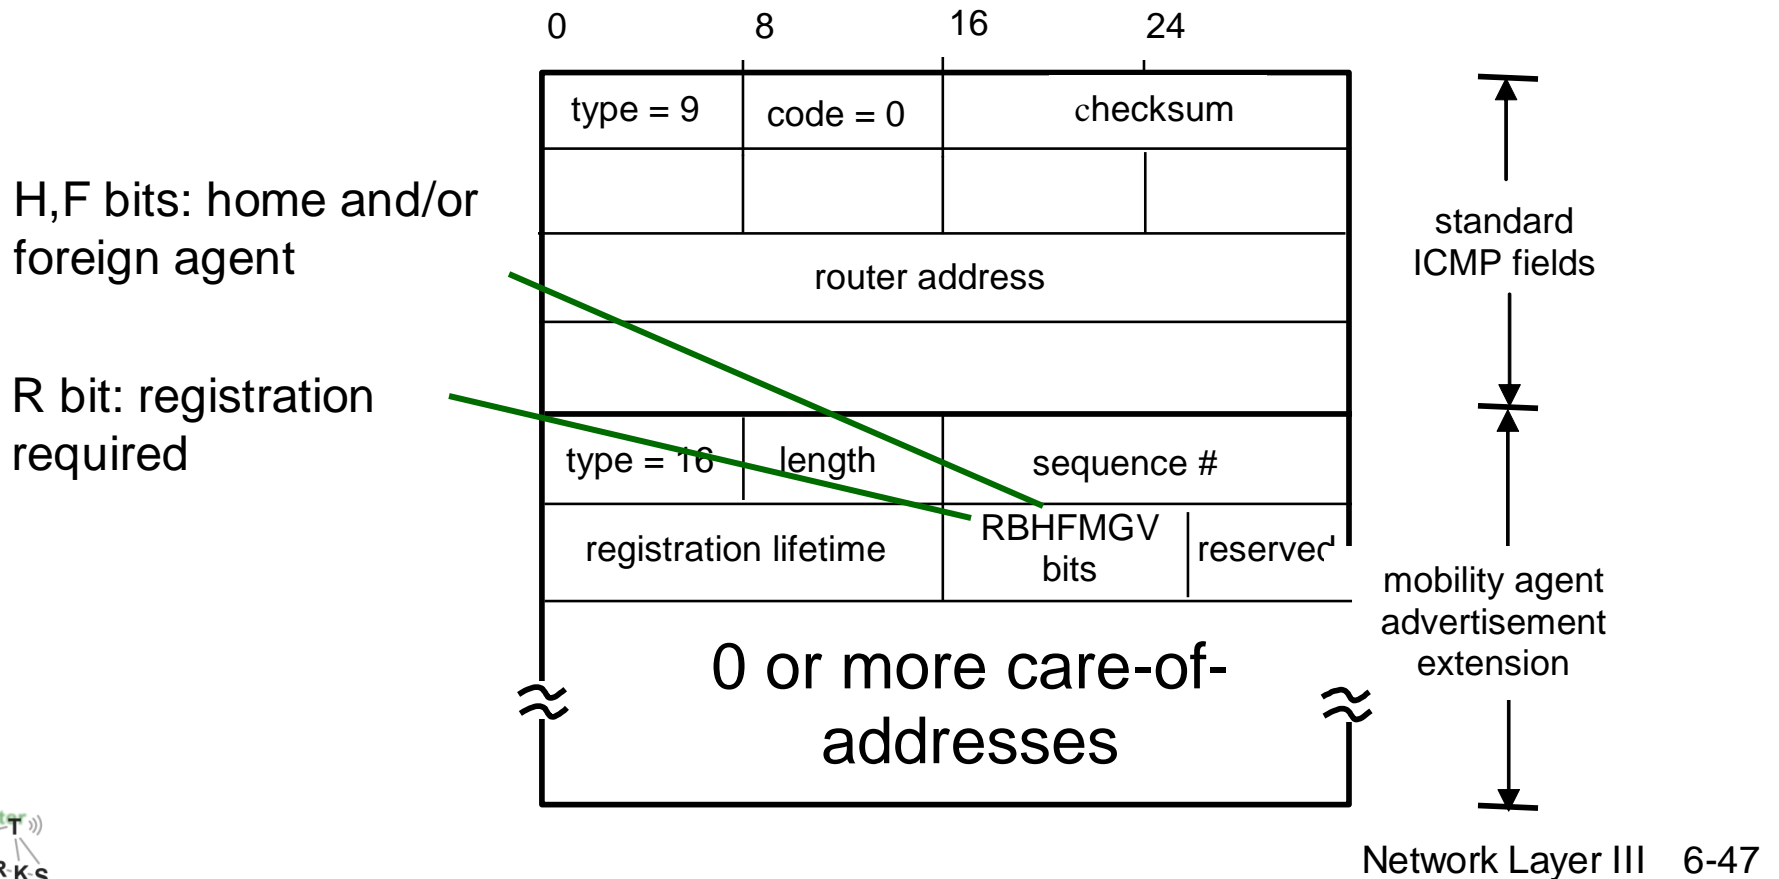 0 8 16 24
type = 9 code = 0 checksum
H,F bits: home and/or
foreign agent
router address
standard
ICMP fields
R bit: registration
required
type = 16 length sequence #
registration lifetime RBHFMGV
bits reserved
mobility agent
advertisement
extension
0 or more care-of-
addresses
T
R K S
Network Layer III 6-47